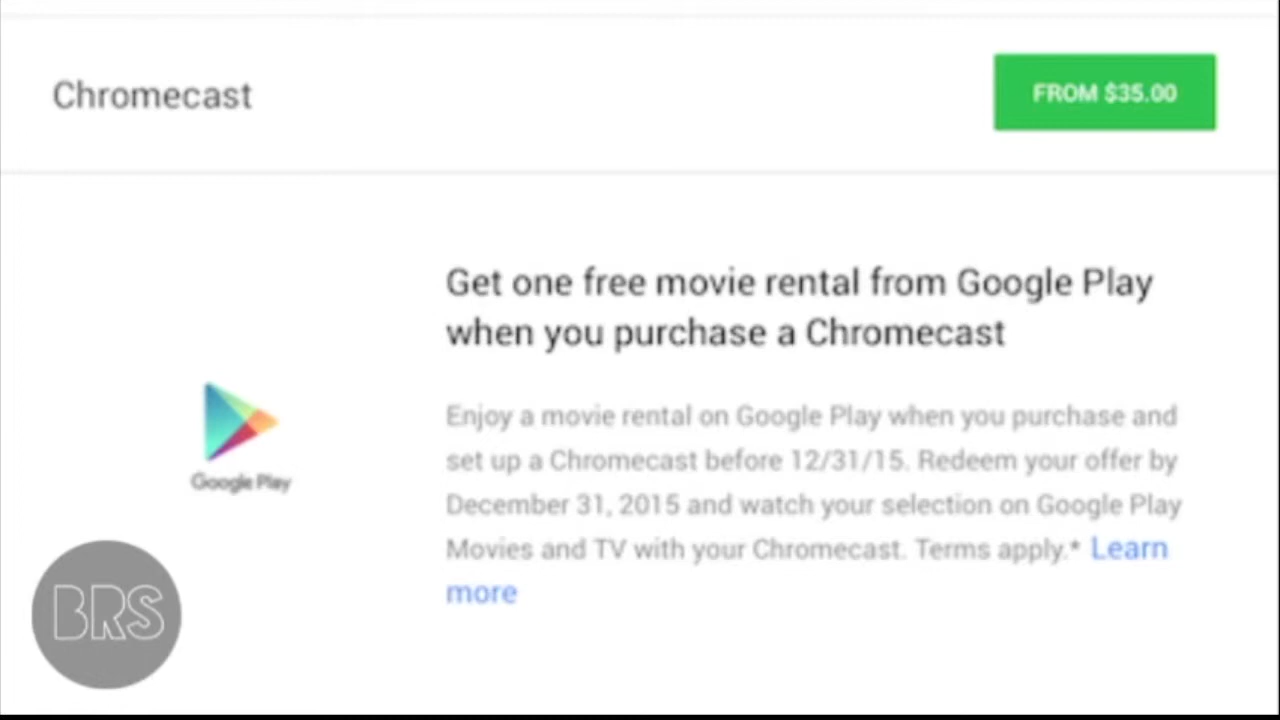 Chromecast
FROM $35.00
Get one free movie rental from Google Play
when you purchase a Chromecast
Enjoy a movie rental on Google Play when you purchase and
set up a Chromecast before 12/31/15. Redeem your offer by
December 31, 2015 and watch your selection on Google Play
Movies and TV with your Chromecast. Terms apply.* Learn
more
Google Play
BRS